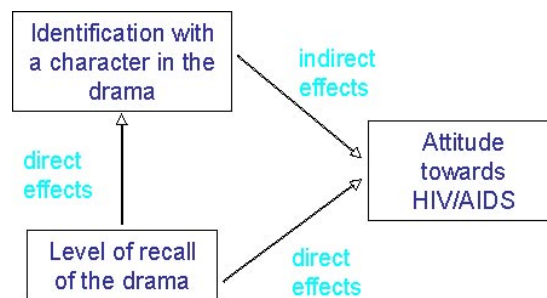 Identification with
a character in the
drama
indirect
effects
Attitude
towards
HIV/AIDS
direct
effects
Level of recall
of the drama
direct
effects